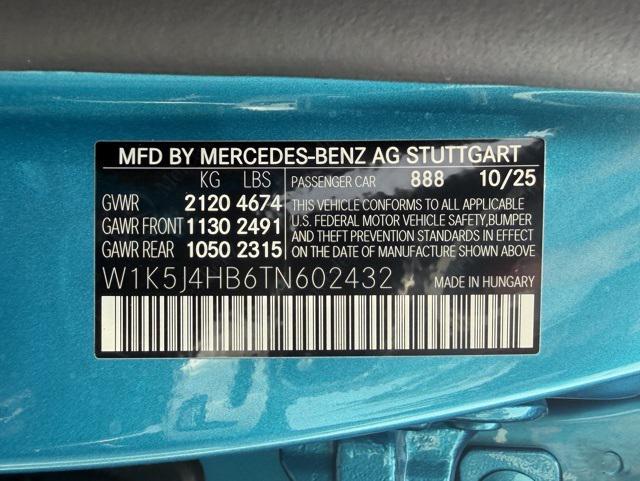 MFD BY MERCEDES-BENZ AG STUTTGART
KG LBS PASSENGER CAR 888 10/25
GVWR 2120 4674 THIS VEHICLE CONFORMS TO ALL
GAWR FRONT 1130 2491 U.S. FEDERAL MOTOR VEHICLE SAFETY,BUMPER
AND THEFT PREVENTION STANDARDS IN EFFECT
GAWR REAR 1050 2315 ON THE DATE OF MANUFACTURE SHOWN ABOVE.
W1K5J4HB6TN602432 MADE IN HUNGARY